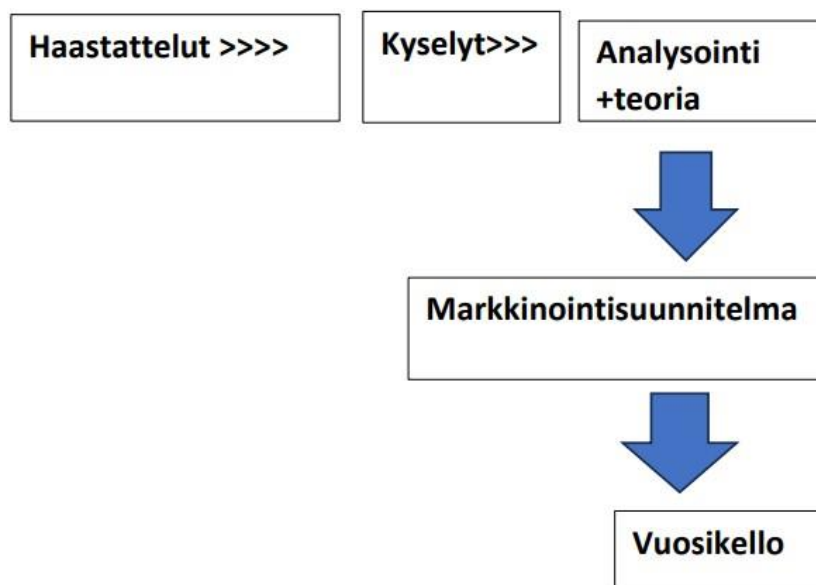 Haastattelut >>>>
Kyselyt>>>
Analysointi
+teoria
Markkinointisuunnitelma
Vuosikello